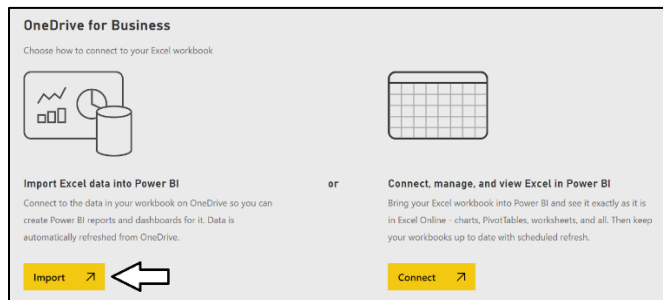 OneDrive for Business
Choose how to connect to your Excel workbook
Import Excel data into Power BI
Connect to the data in your workbook on OneDrive so you can
create Power BI reports and dashboards for it. Data is
automatically refreshed from OneDrive.
Import
or
Connect, manage, and view Excel in Power BI
Bring your Excel workbook into Power BI and see it exactly as it is
in Excel Online - charts, PivotTables, worksheets, and all. Then keep
your workbooks up to date with scheduled refresh.
Connect